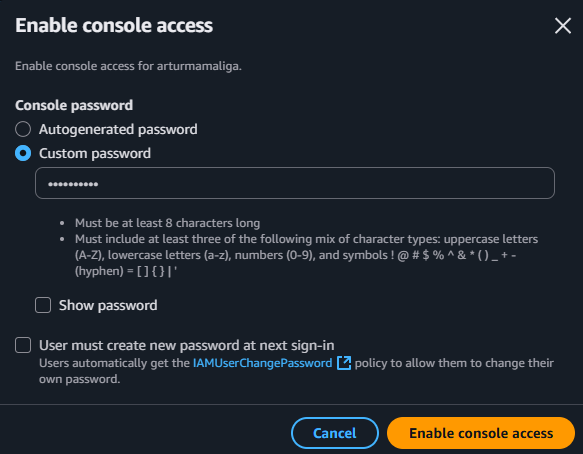 Enable console access
Enable console access for arturmamaliga.
Console password
Autogenerated password
Custom password
••••••••••
• Must be at least 8 characters long
• Must include at least three of the following mix of character types: uppercase letters
(A-Z), lowercase letters (a-z), numbers (0-9), and symbols ! @ # $ % ^ & * ( ) _ + -
(hyphen) = [ ] { } | '
Show password
User must create new password at next sign-in
Users automatically get the IAMUserChangePassword policy to allow them to change their
own password.
Cancel
Enable console access